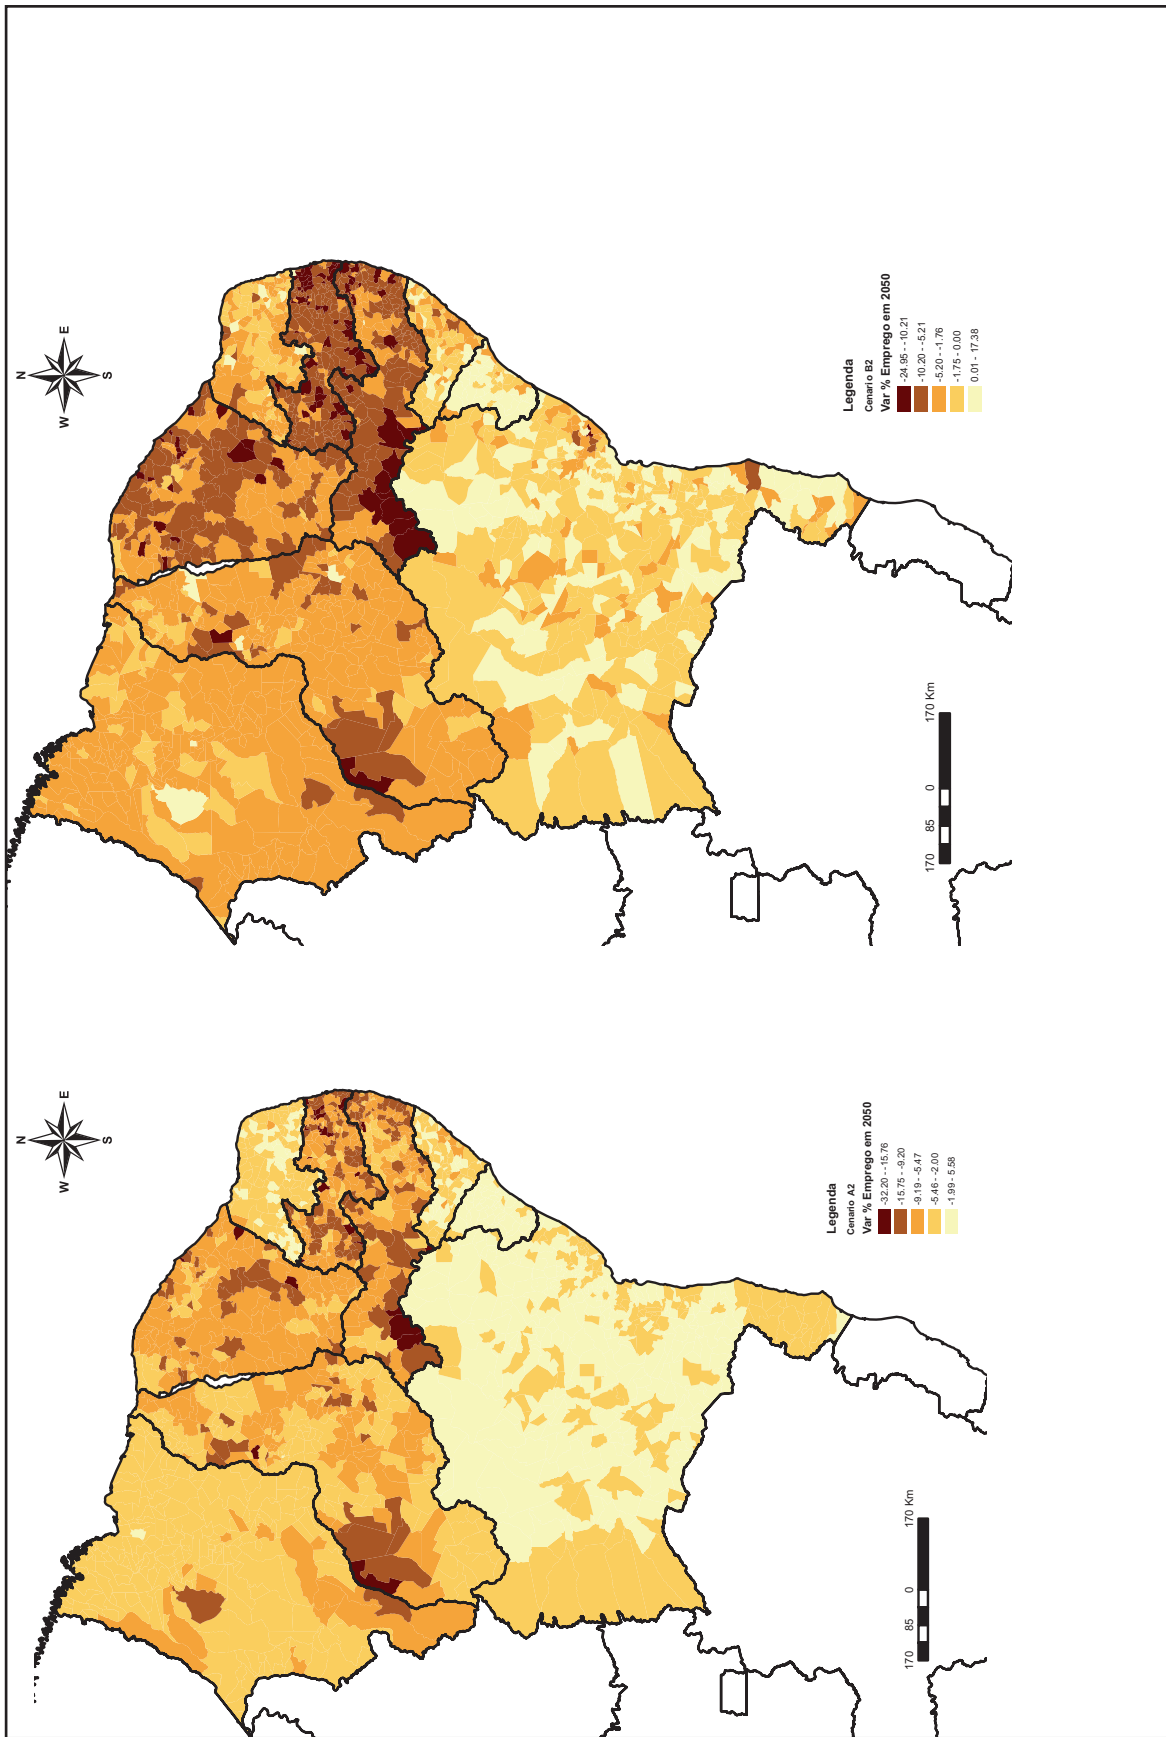 N
W E
S
Legenda
Cenario B2
Var % Emprego em 2050
-24.95 - -10.21
-10.20 - -5.21
-5.20 - -1.76
-1.75 - 0.00
0.01 - 17.38
170 85 0 170 Km
N
W E
S
Legenda
Cenario A2
Var % Emprego em 2050
-32.20 - -15.76
-15.75 - -9.20
-9.19 - -5.47
-5.46 - -2.00
-1.99 - 5.58
170 85 0 170 Km